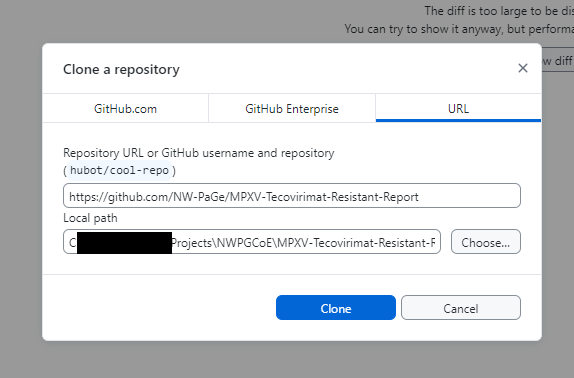 The diff is too large to be dis
You can try to show it anyway, but performa
Clone a repository
w diff
GitHub.com
GitHub Enterprise
URL
Repository URL or GitHub username and repository
(hubot/cool-repo)
https://github.com/NW-PaGe/MPXV-Tecovirimat-Resistant-Report
Local path
C Projects\NWPGCoE\MPXV-Tecovirimat-Resistant-F
Choose...
Clone
Cancel